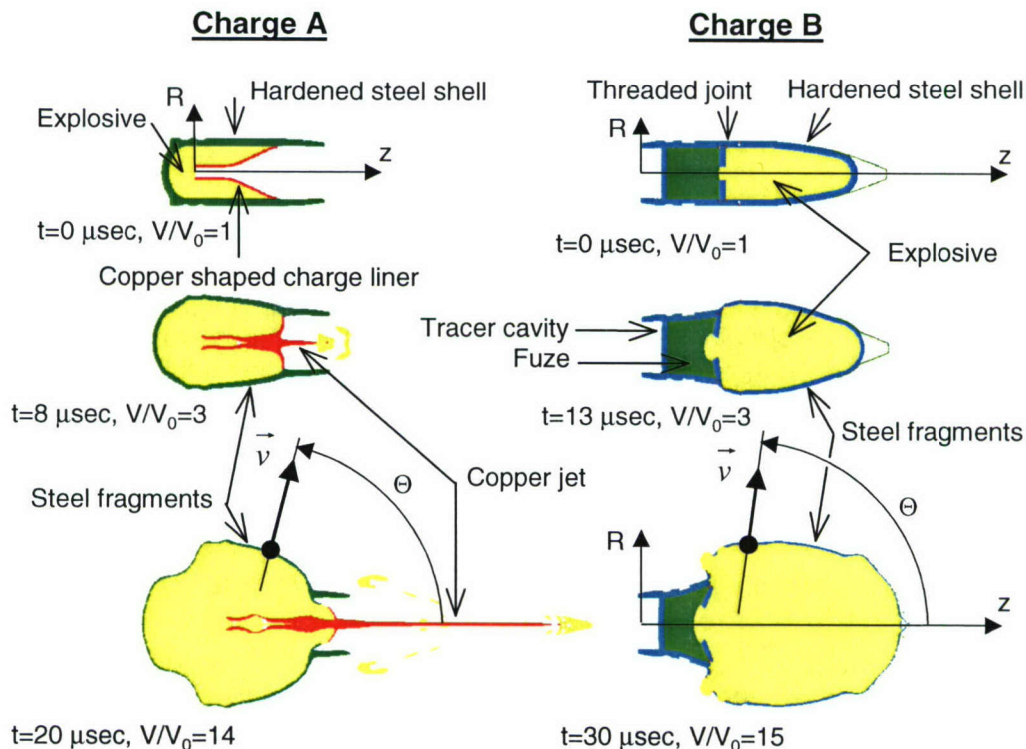 Charge A
Hardened steel shell
R
Explosive
z
t=0 μsec, V/V₀=1
Copper shaped charge liner
t=8 μsec, V/V₀=3
v
Θ
Copper jet
Steel fragments
t=20 μsec, V/V₀=14
Charge B
Threaded joint
Hardened steel shell
R
z
t=0 μsec, V/V₀=1
Explosive
Tracer cavity
Fuze
t=13 μsec, V/V₀=3
Steel fragments
v
Θ
R
z
t=30 μsec, V/V₀=15